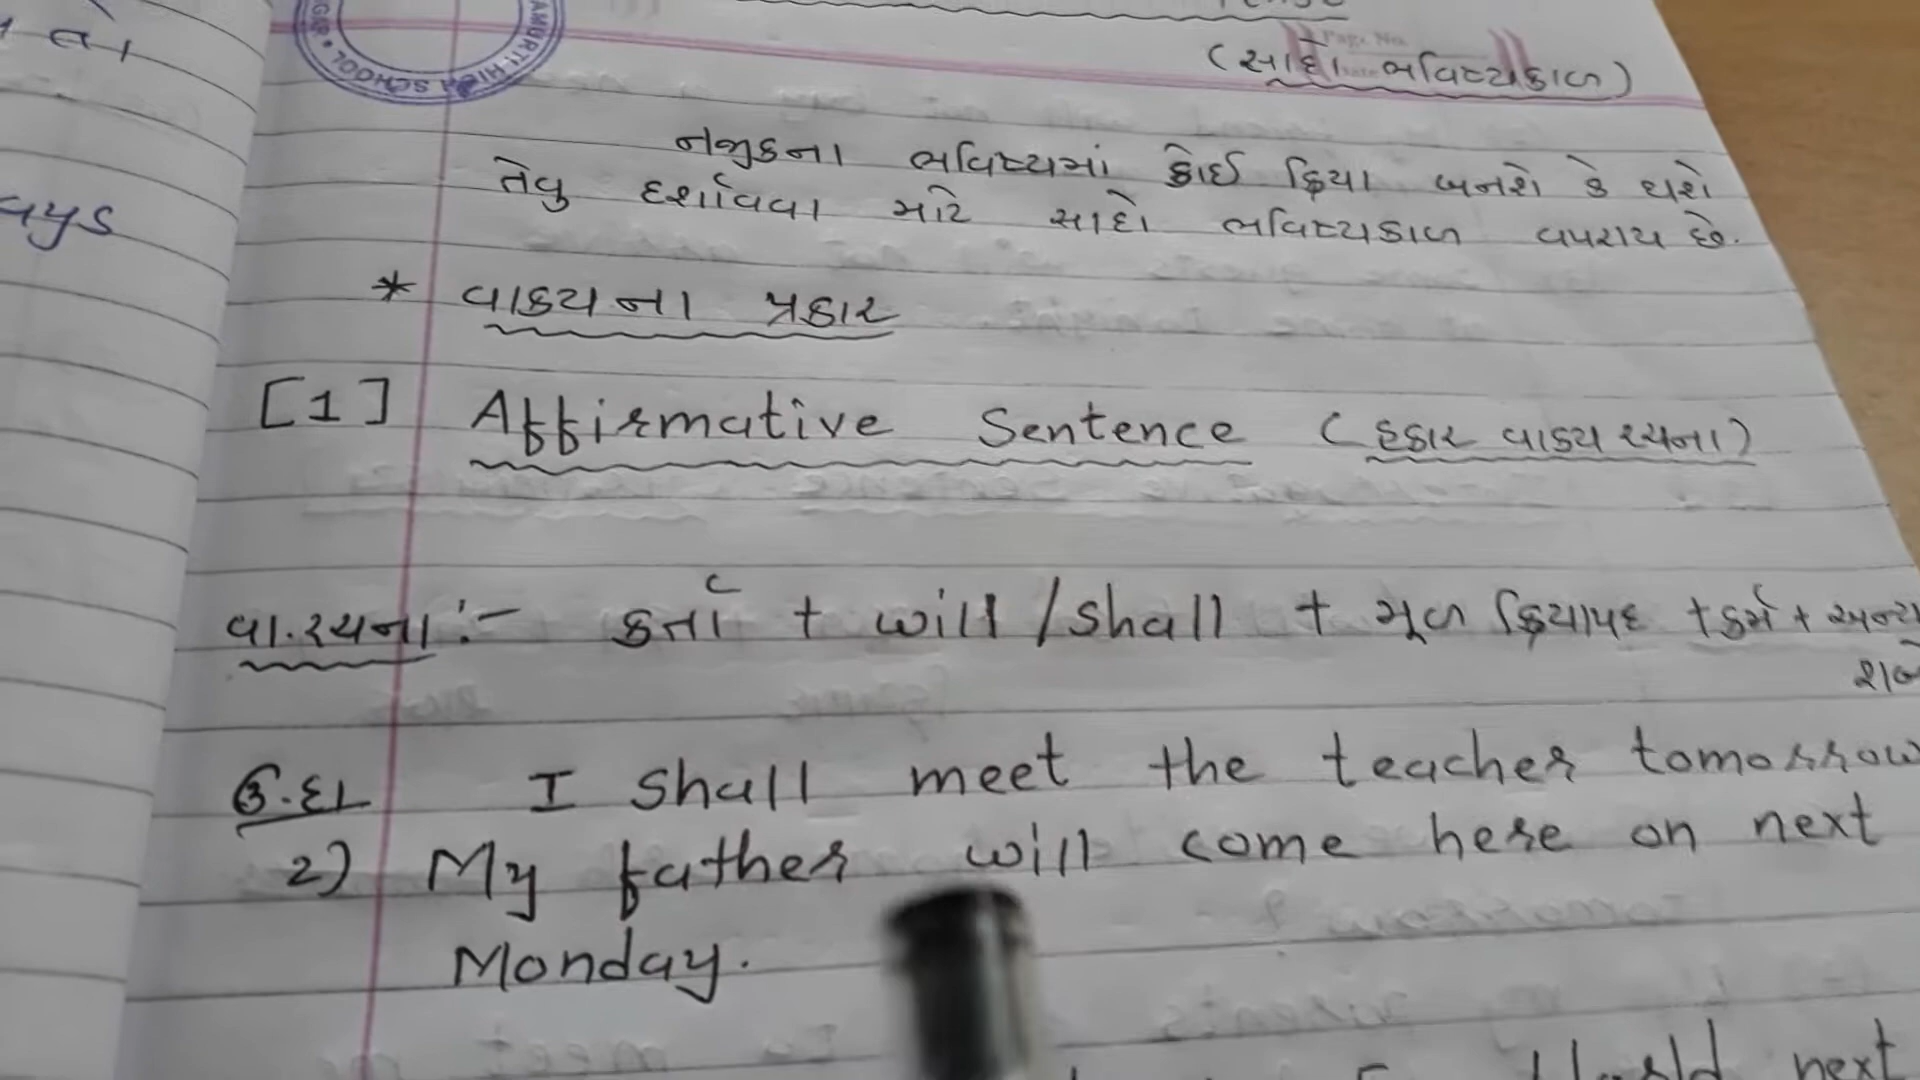 (સાદો ભવિષ્યકાળ)
નજીકના ભવિષ્યમાં કોઈ ક્રિયા બનશે કે થશે
તેવુ દર્શાવવા માટે સાદો ભવિષ્યકાળ વપરાય છે.
* વાક્યના પ્રકાર
[1] Affirmative Sentence (હકાર વાક્ય રચના)
વા.રચના :- કર્તા + will / shall + મૂળ ક્રિયાપદ + કર્મ + અન્ય
ઉ.દા I shall meet the teacher tomorrow
2) My father will come here on next
Monday.
next